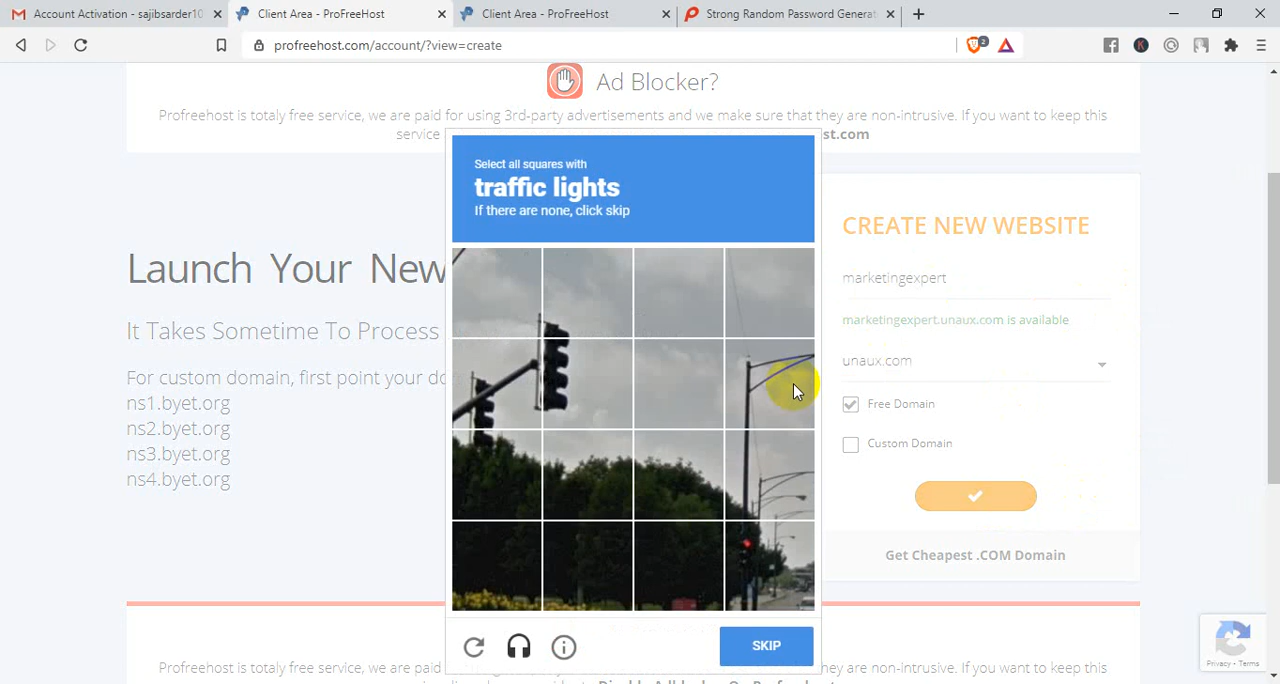 Account Activation - sajibsarder10
Client Area - ProFreeHost
Client Area - ProFreeHost
Strong Random Password Generat
profreehost.com/account/?view=create
2
K
Ad Blocker?
Profreehost is totaly free service, we are paid for using 3rd-party advertisements and we make sure that they are non-intrusive. If you want to keep this
service
st.com
Select all squares with
traffic lights
If there are none, click skip
SKIP
Launch Your New
It Takes Sometime To Process
For custom domain, first point your do
ns1.byet.org
ns2.byet.org
ns3.byet.org
ns4.byet.org
CREATE NEW WEBSITE
marketingexpert
marketingexpert.unaux.com is available
unaux.com
Free Domain
Custom Domain
Get Cheapest .COM Domain
Profreehost is totaly free service, we are paid
they are non-intrusive. If you want to keep this
Privacy - Terms